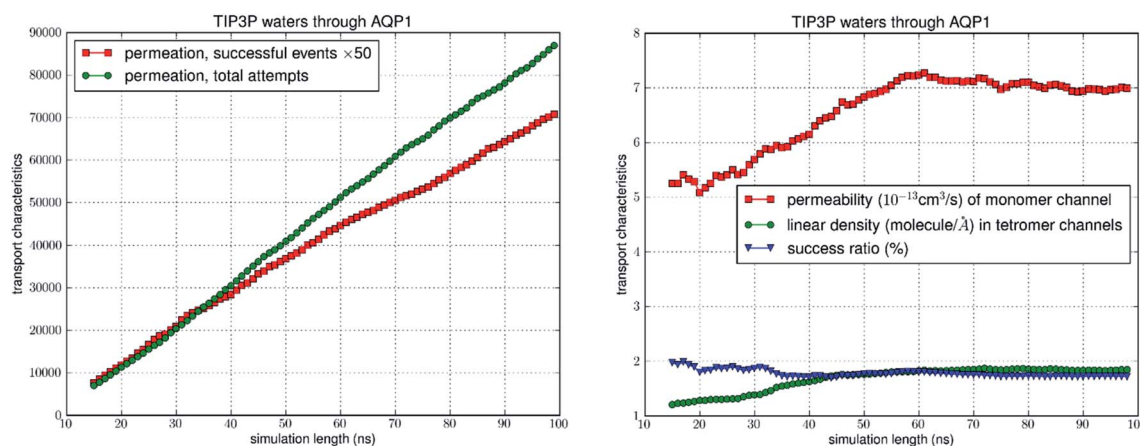 TIP3P waters through AQP1
permeation, successful events ×50
permeation, total attempts
transport characteristics
90000
80000
70000
60000
50000
40000
30000
20000
10000
0
10 20 30 40 50 60 70 80 90 100
simulation length (ns)
TIP3P waters through AQP1
transport characteristics
8
7
6
5
4
3
2
1
permeability (10⁻¹³cm³/s) of monomer channel
linear density (molecule/Å) in tetromer channels
success ratio (%)
10 20 30 40 50 60 70 80 90 100
simulation length (ns)